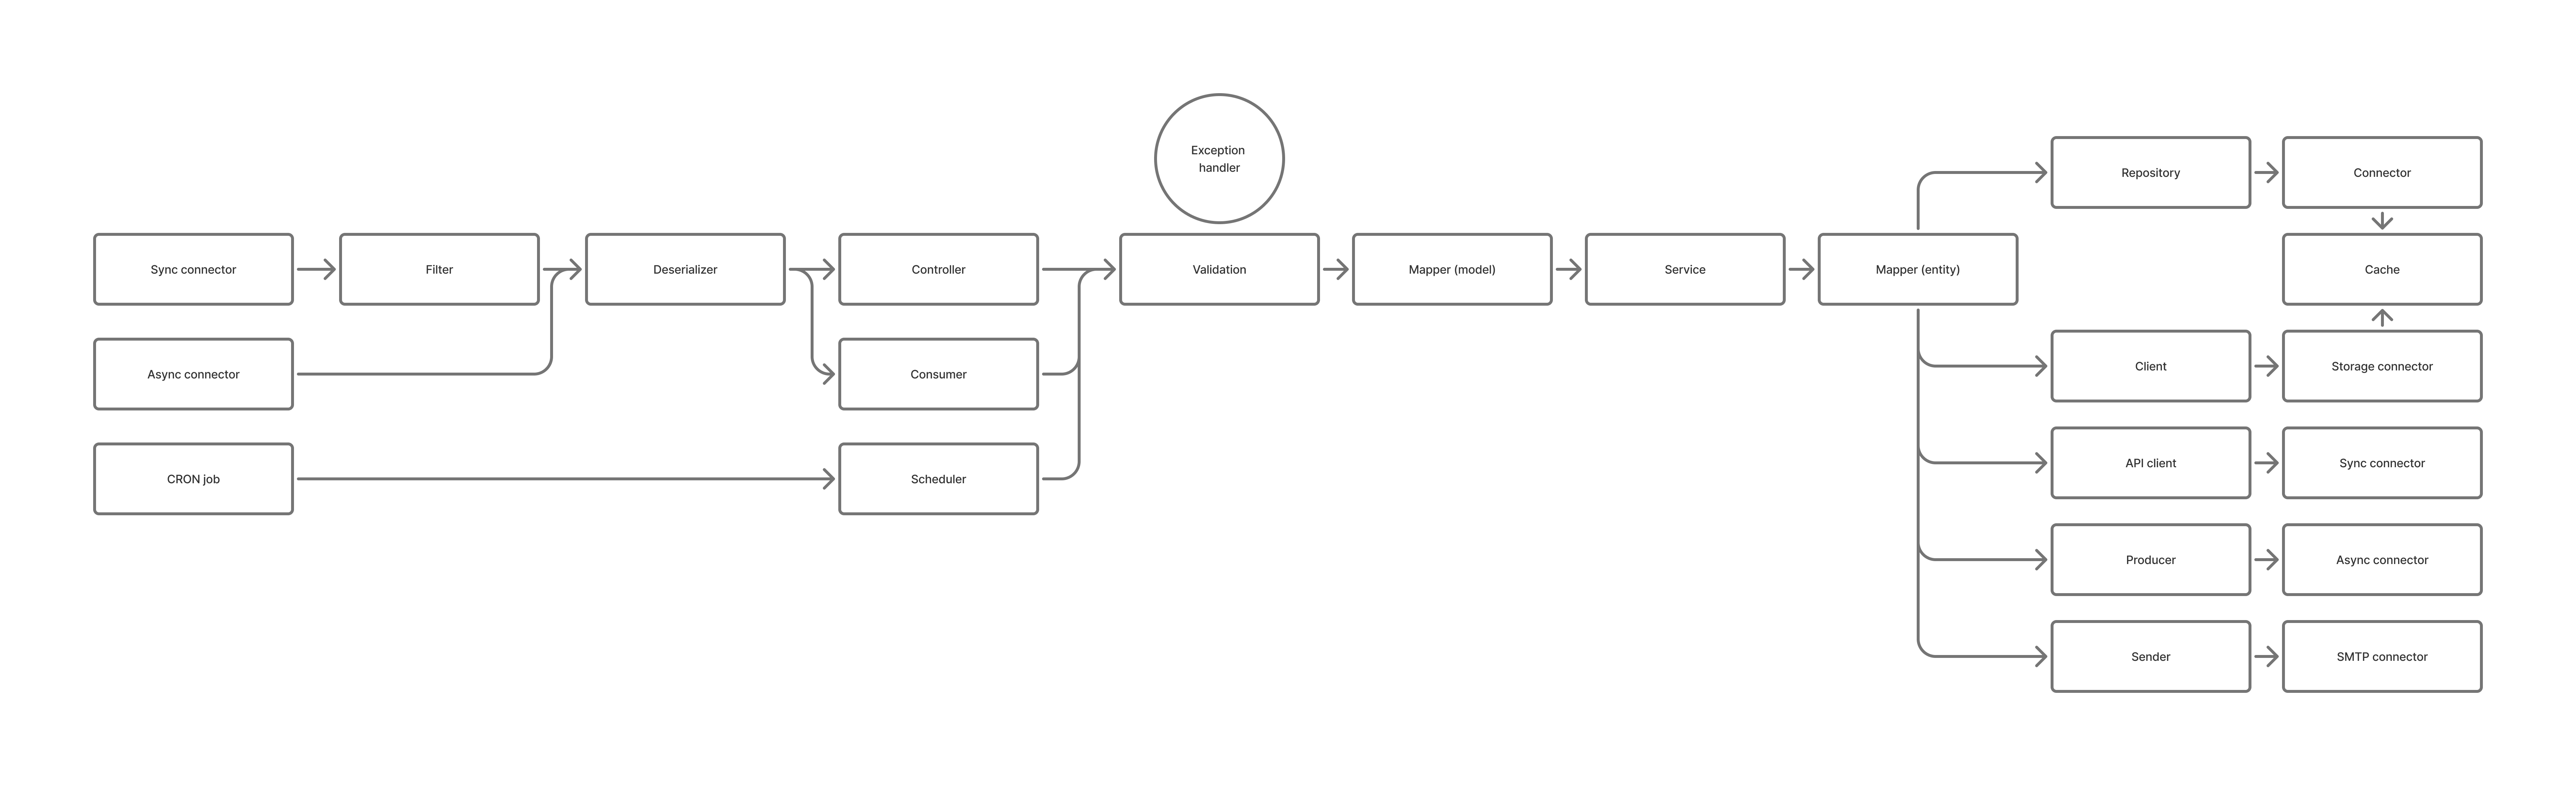 Exception
handler
Repository
Connector
Sync connector
Filter
Deserializer
Controller
Validation
Mapper (model)
Service
Mapper (entity)
Cache
Async connector
Consumer
Client
Storage connector
CRON job
Scheduler
API client
Sync connector
Producer
Async connector
Sender
SMTP connector